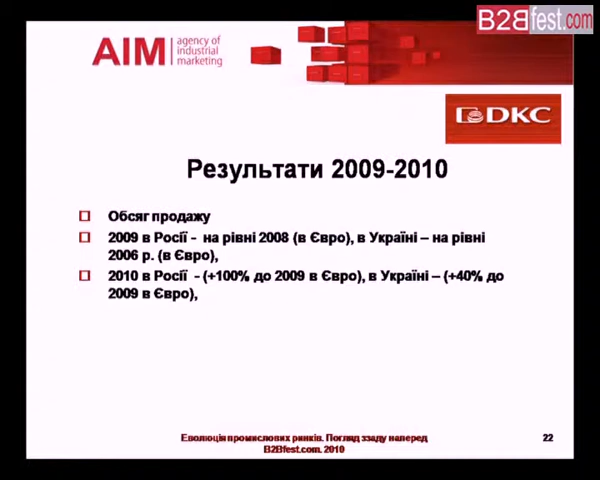 B2Bfest.com
AIM agency of
industrial
marketing
DKC
Результати 2009-2010
Обсяг продажу
2009 в Росії - на рівні 2008 (в Євро), в Україні – на рівні
2006 р. (в Євро),
2010 в Росії - (+100% до 2009 в Євро), в Україні – (+40% до
2009 в Євро),
Еволюція промислових ринків. Погляд ззаду наперед
B2Bfest.com. 2010
22